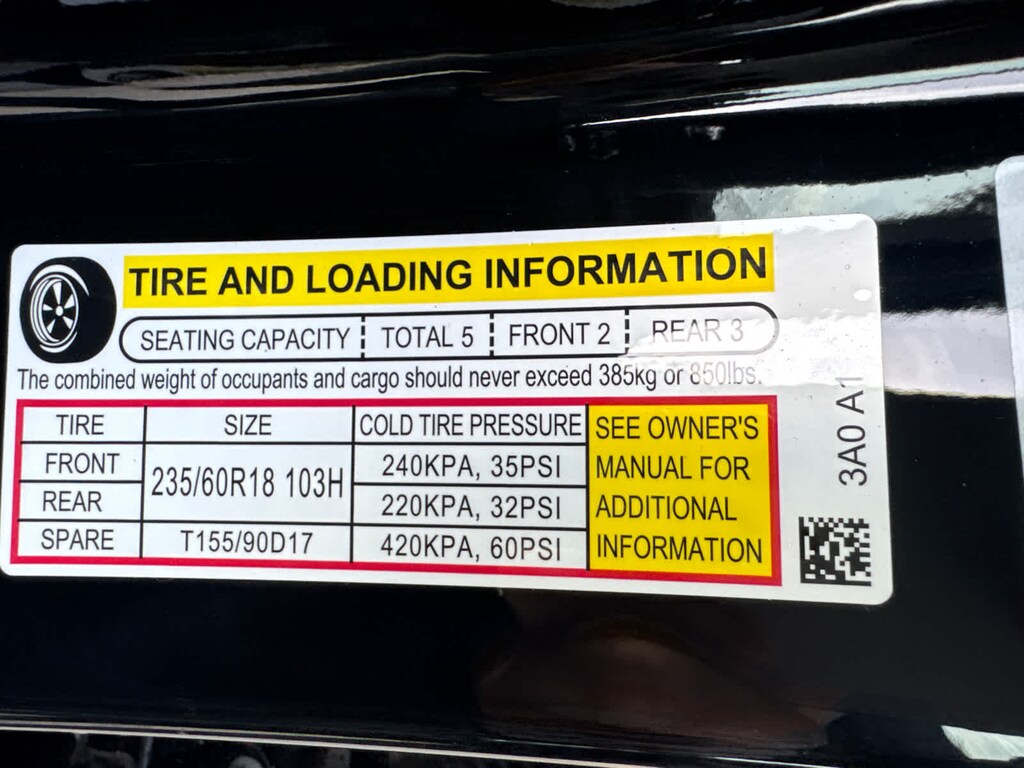 TIRE AND LOADING INFORMATION
SEATING CAPACITY TOTAL 5 FRONT 2 REAR 3
The combined weight of occupants and cargo should never exceed 385kg or 850lbs.
TIRE SIZE COLD TIRE PRESSURE
FRONT 235/60R18 103H 240KPA, 35PSI
REAR 220KPA, 32PSI
SPARE T155/90D17 420KPA, 60PSI
SEE OWNER'S
MANUAL FOR
ADDITIONAL
INFORMATION
3A0 A1